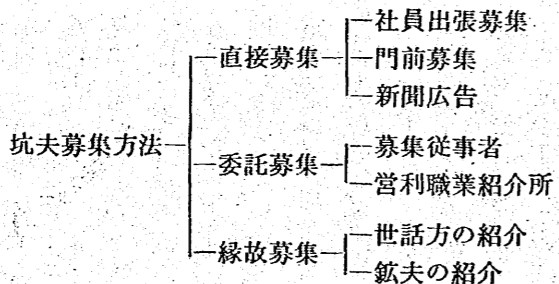 坑夫募集方法
直接募集
社員出張募集
門前募集
新聞広告
委託募集
募集従事者
営利職業紹介所
縁故募集
世話方の紹介
鉱夫の紹介